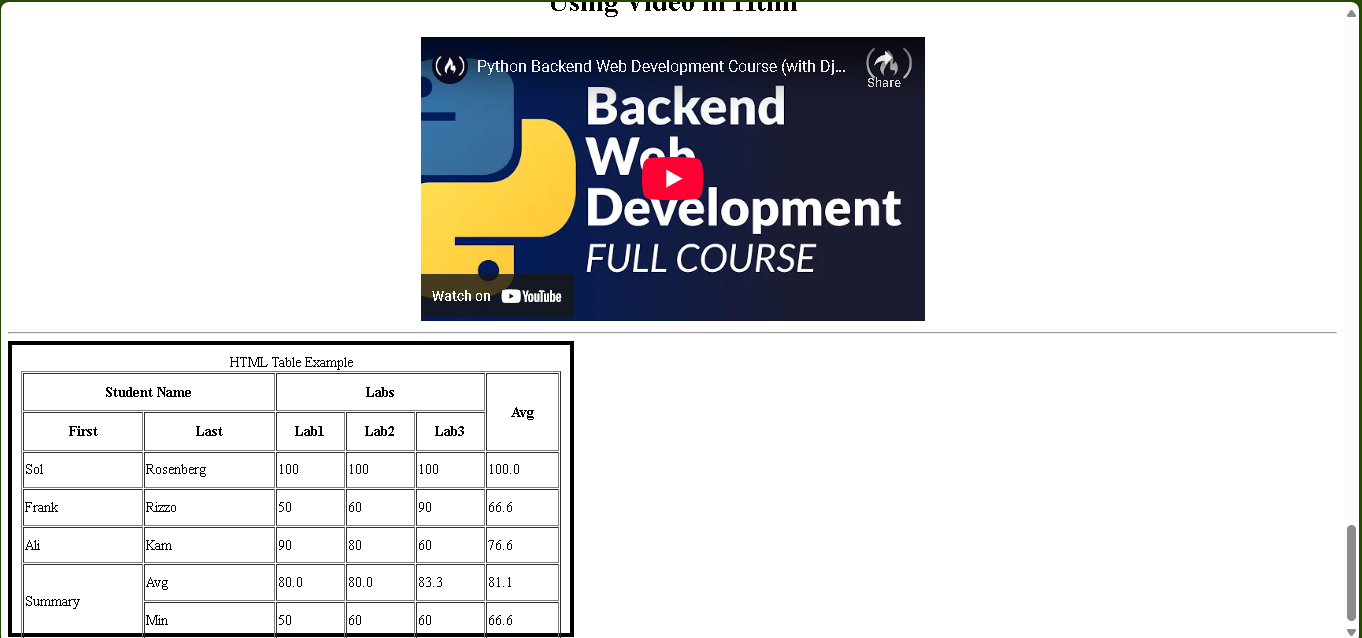 Using Video in Html
Python Backend Web Development Course (with Dj...
Share
Backend
Web
Development
FULL COURSE
Watch on YouTube
HTML Table Example
Student Name Labs Avg
First Last Lab1 Lab2 Lab3
Sol Rosenberg 100 100 100 100.0
Frank Rizzo 50 60 90 66.6
Ali Kam 90 80 60 76.6
Summary Avg 80.0 80.0 83.3 81.1
Min 50 60 60 66.6